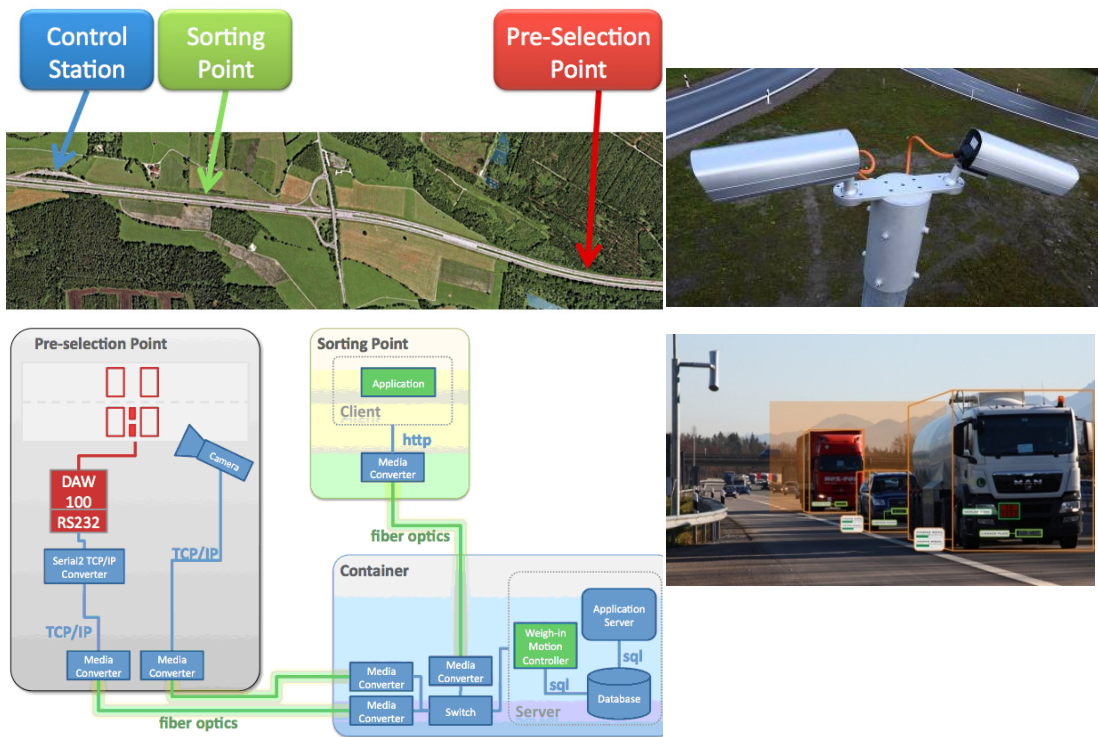 Control
Station
Sorting
Point
Pre-Selection
Point
Pre-selection Point
Camera
DAW
100
RS232
TCP/IP
Serial2 TCP/IP
Converter
TCP/IP
Media
Converter
Media
Converter
fiber optics
Sorting Point
Application
Client
http
Media
Converter
fiber optics
Container
Application
Server
Weigh-in
Motion
Controller
sql
sql
Database
Server
Media
Converter
Media
Converter
Media
Converter
Switch
MAN